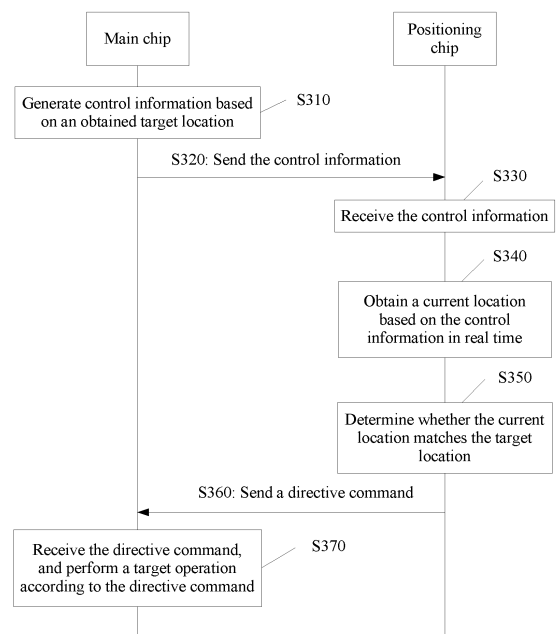 Main chip
Positioning
chip
Generate control information based
on an obtained target location
S310
S320: Send the control information
S330
Receive the control information
S340
Obtain a current location
based on the control
information in real time
S350
Determine whether the current
location matches the target
location
S360: Send a directive command
Receive the directive command,
and perform a target operation
according to the directive command
S370